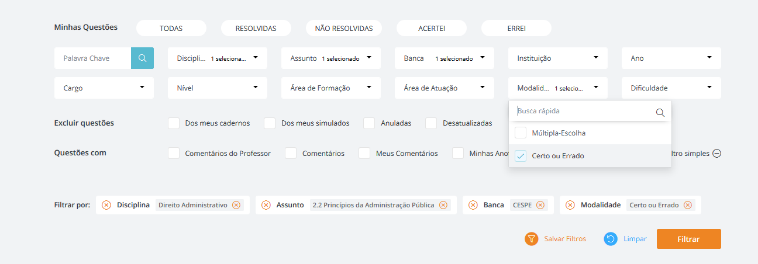 Minhas Questões TODAS RESOLVIDAS NÃO RESOLVIDAS ACERTEI ERREI
Palavra Chave Discipli... 1 seleciona... Assunto 1 selecionado Banca 1 selecionado Instituição Ano
Cargo Nível Área de Formação Área de Atuação Modalid... 1 selecio... Dificuldade
Busca rápida
Múltipla-Escolha
Certo ou Errado
Excluir questões Dos meus cadernos Dos meus simulados Anuladas Desatualizadas
Questões com Comentários do Professor Comentários Meus Comentários Minhas Ano ltro simples
Filtrar por: Disciplina Direito Administrativo Assunto 2.2 Princípios da Administração Pública Banca CESPE Modalidade Certo ou Errado
Salvar Filtros Limpar Filtrar